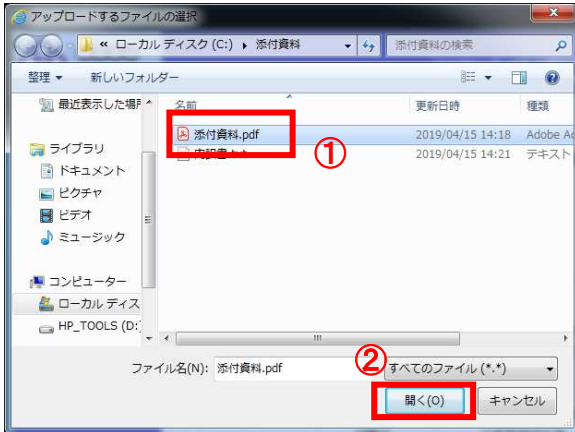 アップロードするファイルの選択
« ローカル ディスク (C:) ▶ 添付資料
添付資料の検索
整理 ▼ 新しいフォルダー
最近表示した場所
ライブラリ
ドキュメント
ピクチャ
ビデオ
ミュージック
コンピューター
ローカル ディス
HP_TOOLS (D:
名前 更新日時 種類
添付資料.pdf 2019/04/15 14:18 Adobe Ac
2019/04/15 14:21 テキスト
①
②
ファイル名(N): 添付資料.pdf すべてのファイル (*.*)
開く(O) キャンセル